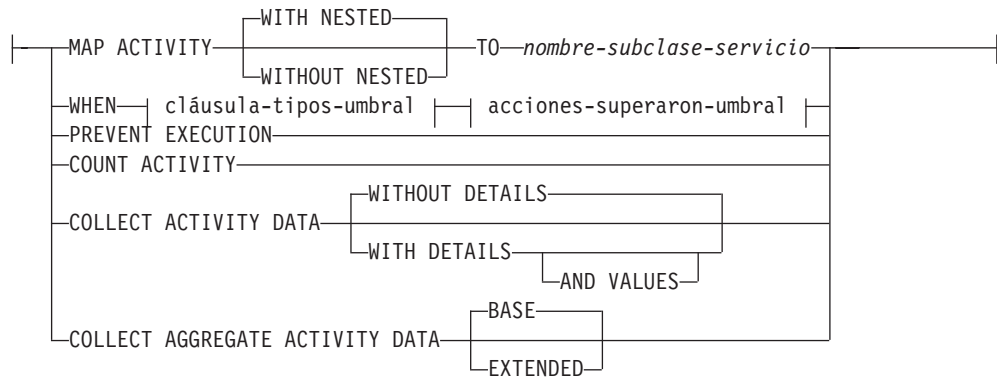 WITH NESTED
MAP ACTIVITY TO nombre-subclase-servicio
WITHOUT NESTED
WHEN cláusula-tipos-umbral acciones-superaron-umbral
PREVENT EXECUTION
COUNT ACTIVITY
WITHOUT DETAILS
COLLECT ACTIVITY DATA
WITH DETAILS
AND VALUES
BASE
COLLECT AGGREGATE ACTIVITY DATA
EXTENDED